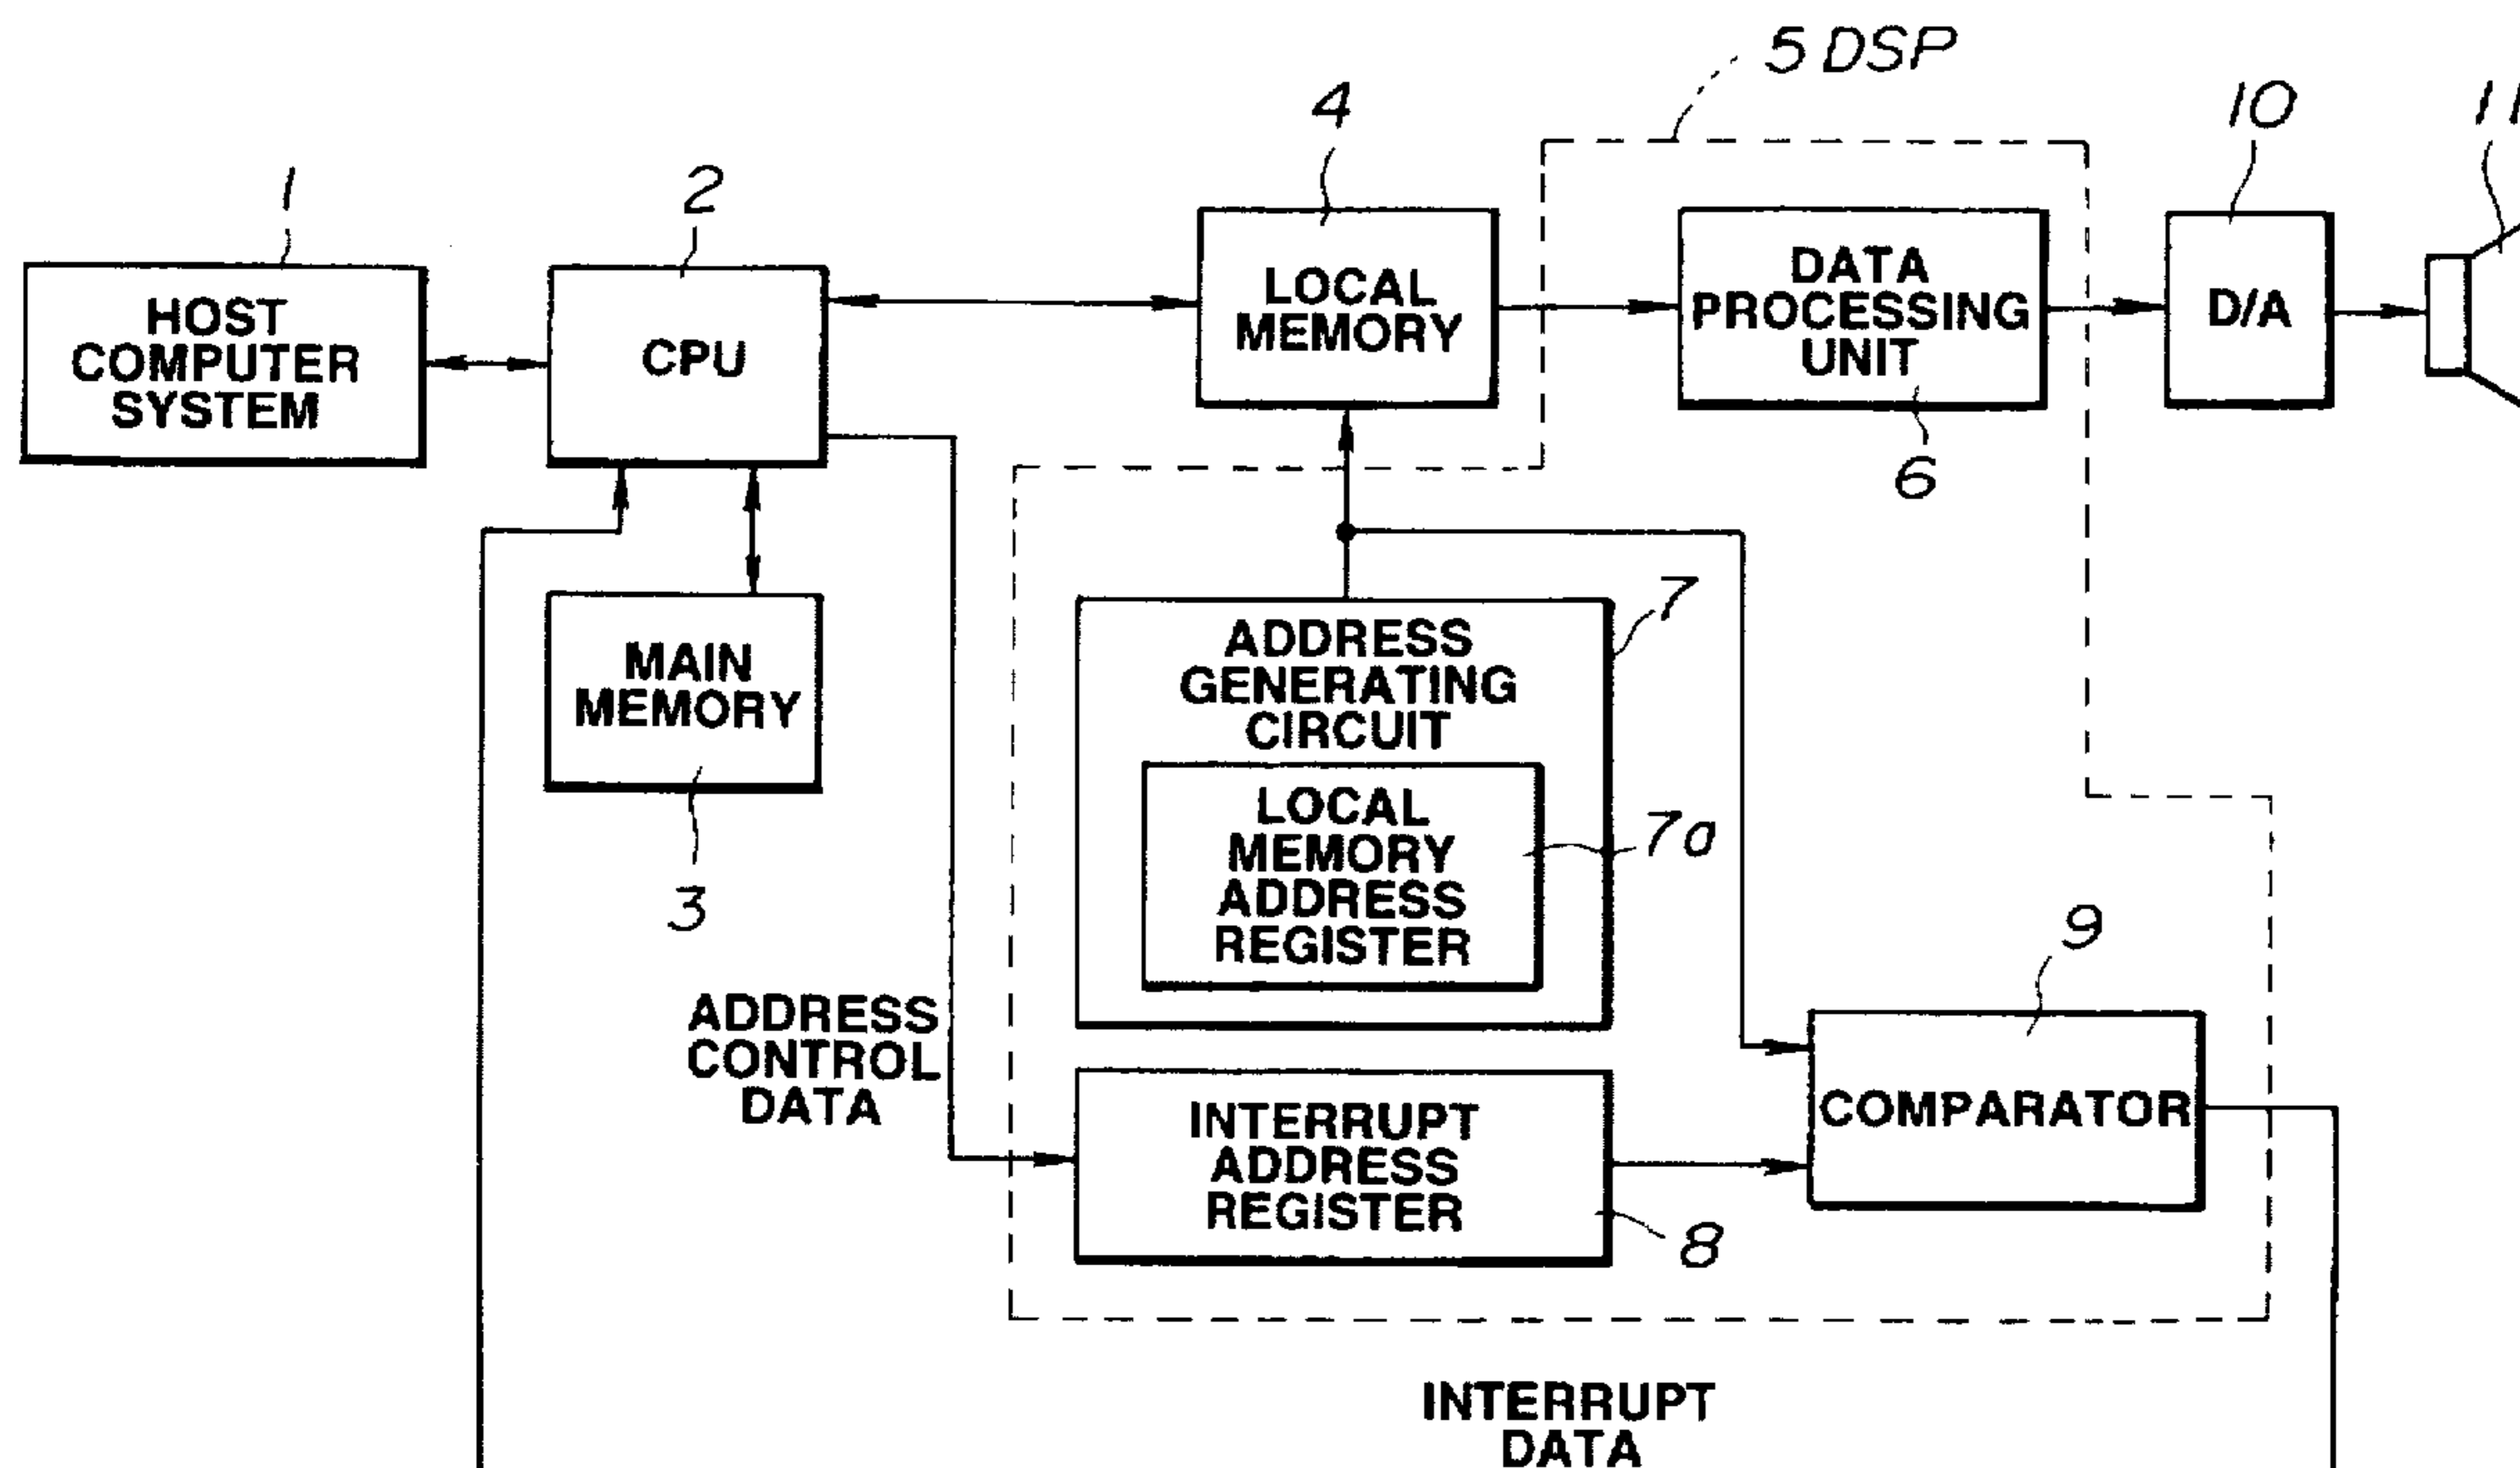 5 DSP
4
10
11
1
2
HOST
COMPUTER
SYSTEM
CPU
LOCAL
MEMORY
DATA
PROCESSING
UNIT
D/A
6
MAIN
MEMORY
3
ADDRESS
GENERATING
CIRCUIT
7
LOCAL
MEMORY
ADDRESS
REGISTER
7a
9
ADDRESS
CONTROL
DATA
INTERRUPT
ADDRESS
REGISTER
8
COMPARATOR
INTERRUPT
DATA